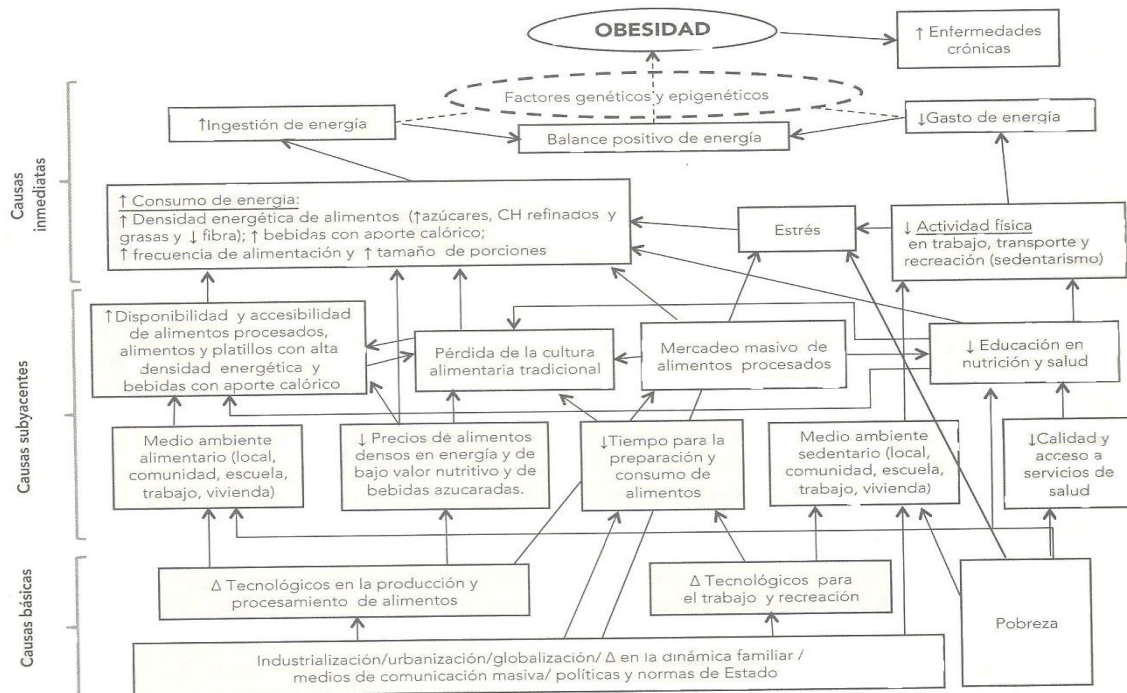 OBESIDAD
↑ Enfermedades
crónicas
Factores genéticos y epigenéticos
↑Ingestión de energía
Balance positivo de energía
↓Gasto de energía
Causas
inmediatas
↑ Consumo de energia:
↑ Densidad energética de alimentos (↑azúcares, CH refinados y
grasas y ↓ fibra); ↑ bebidas con aporte calórico;
↑ frecuencia de alimentación y ↑ tamaño de porciones
Estrés
↓ Actividad física
en trabajo, transporte y
recreación (sedentarismo)
Causas subyacentes
↑Disponibilidad y accesibilidad
de alimentos procesados,
alimentos y platillos con alta
densidad energética y
bebidas con aporte calórico
Pérdida de la cultura
alimentaria tradicional
Mercadeo masivo de
alimentos procesados
↓ Educación en
nutrición y salud
Medio ambiente
alimentario (local,
comunidad, escuela,
trabajo, vivienda)
↓ Precios de alimentos
densos en energía y de
bajo valor nutritivo y de
bebidas azucaradas.
↓Tiempo para la
preparación y
consumo de
alimentos
Medio ambiente
sedentario (local,
comunidad, escuela,
trabajo, vivienda)
↓Calidad y
acceso a
servicios de
salud
Causas básicas
Δ Tecnológicos en la producción y
procesamiento de alimentos
Δ Tecnológicos para
el trabajo y recreación
Pobreza
Industrialización/urbanización/globalización/ Δ en la dinámica familiar /
medios de comunicación masiva/ políticas y normas de Estado